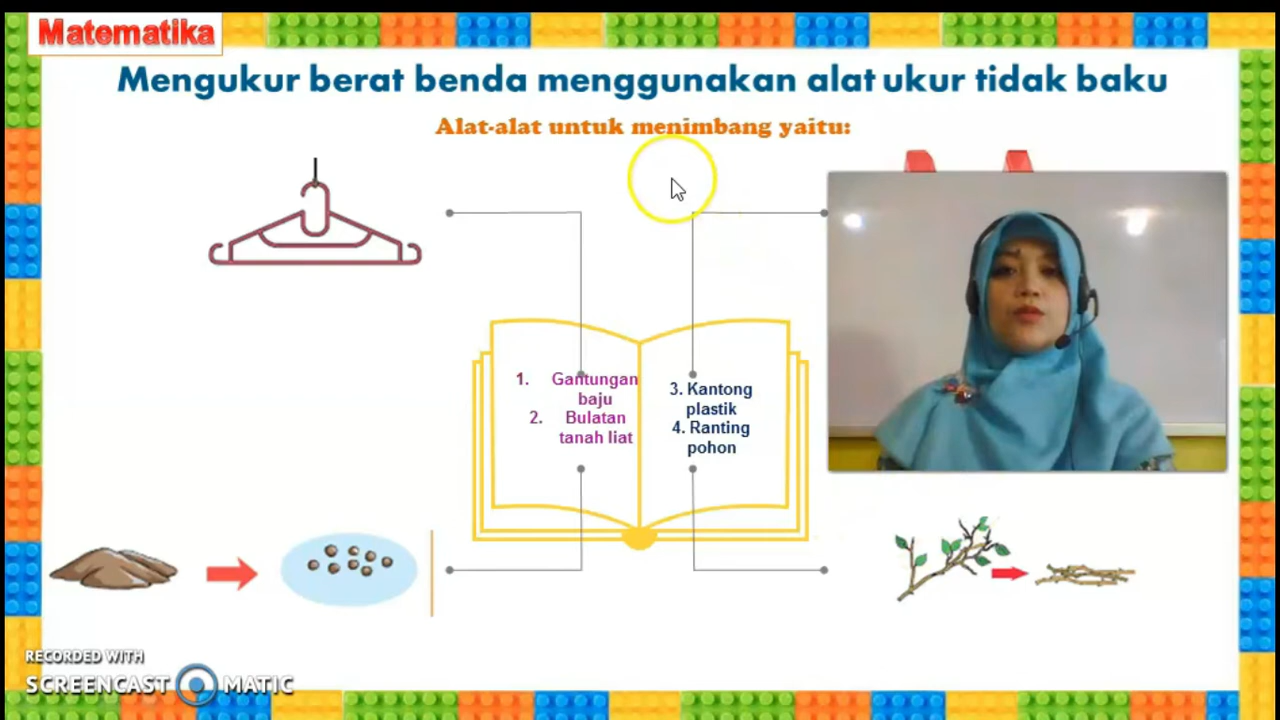 Matematika
Mengukur berat benda menggunakan alat ukur tidak baku
Alat-alat untuk menimbang yaitu:
1. Gantungan
baju
2. Bulatan
tanah liat
3. Kantong
plastik
4. Ranting
pohon
RECORDED WITH
SCREENCAST MATIC